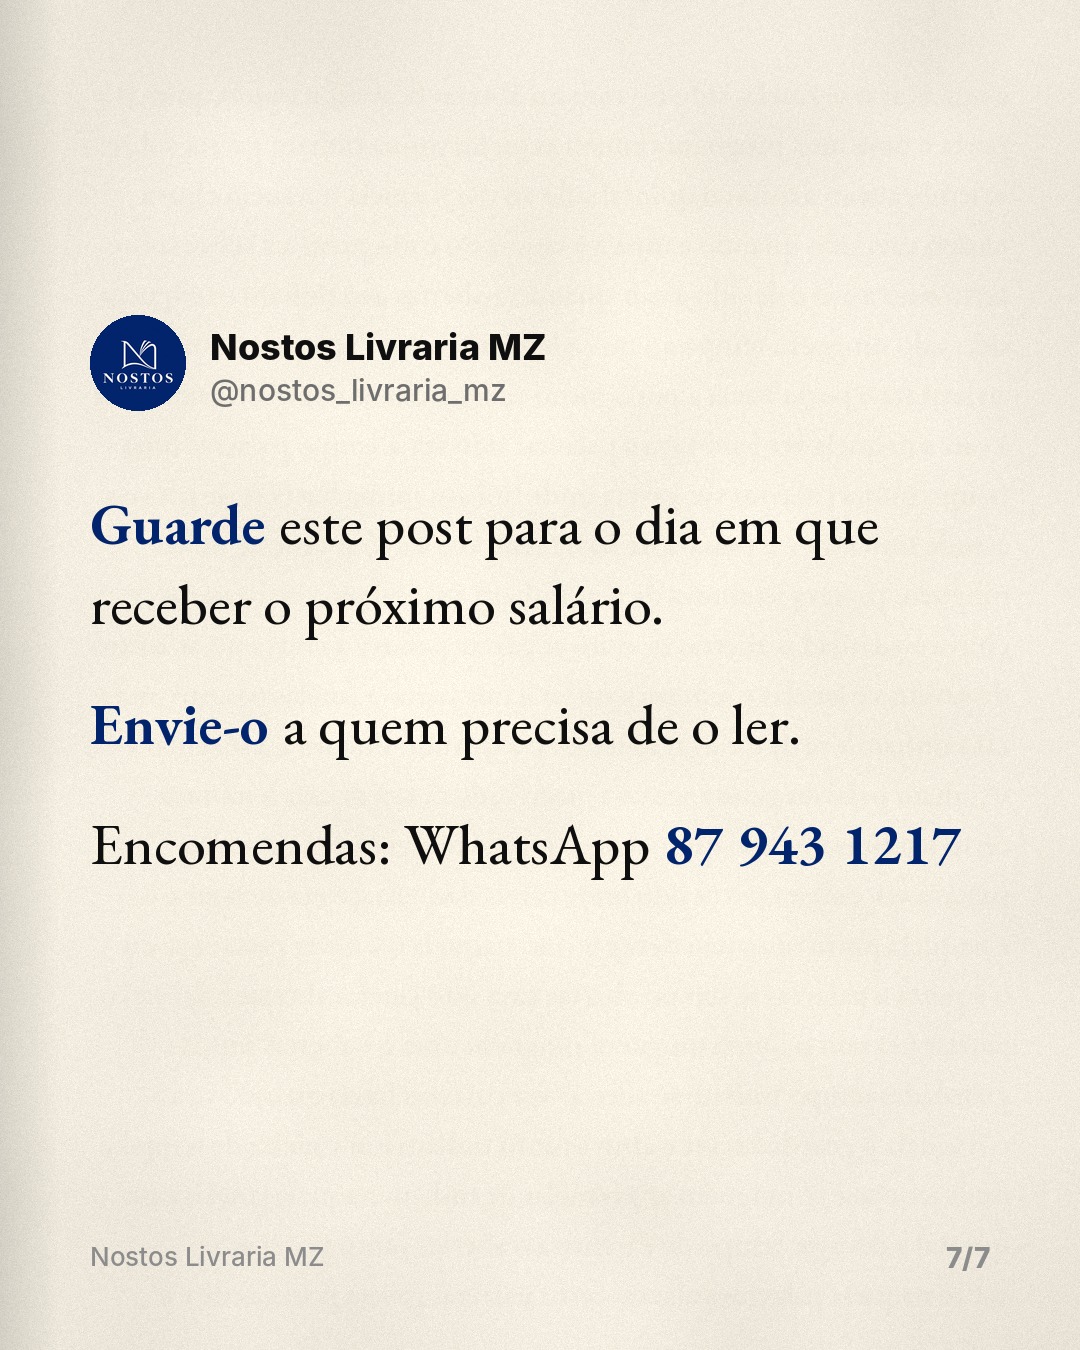 NOSTOS
LIVRARIA
Nostos Livraria MZ
@nostos_livraria_mz
Guarde este post para o dia em que
receber o próximo salário.
Envie-o a quem precisa de o ler.
Encomendas: WhatsApp 87 943 1217
Nostos Livraria MZ
7/7